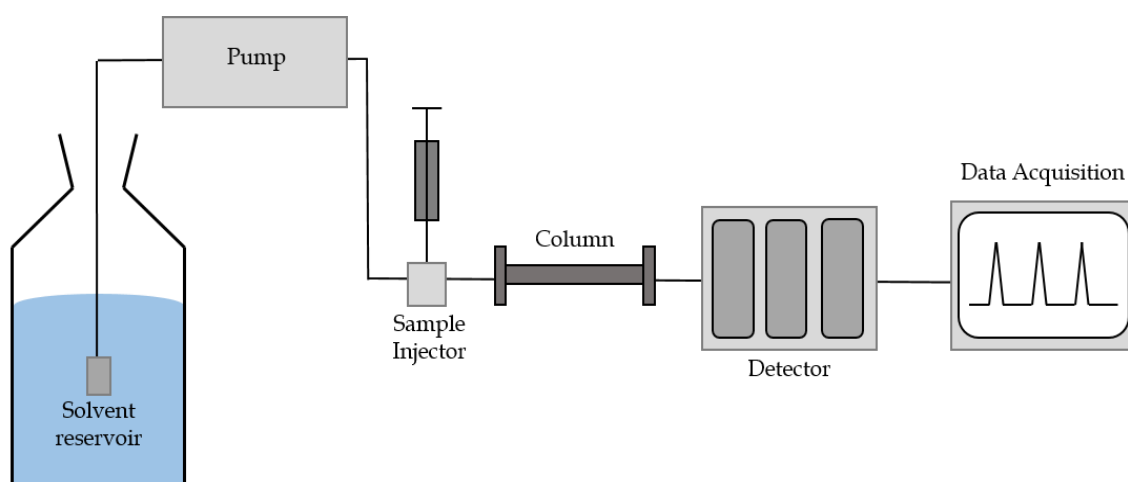 Pump
Data Acquisition
Column
Sample
Injector
Detector
Solvent
reservoir